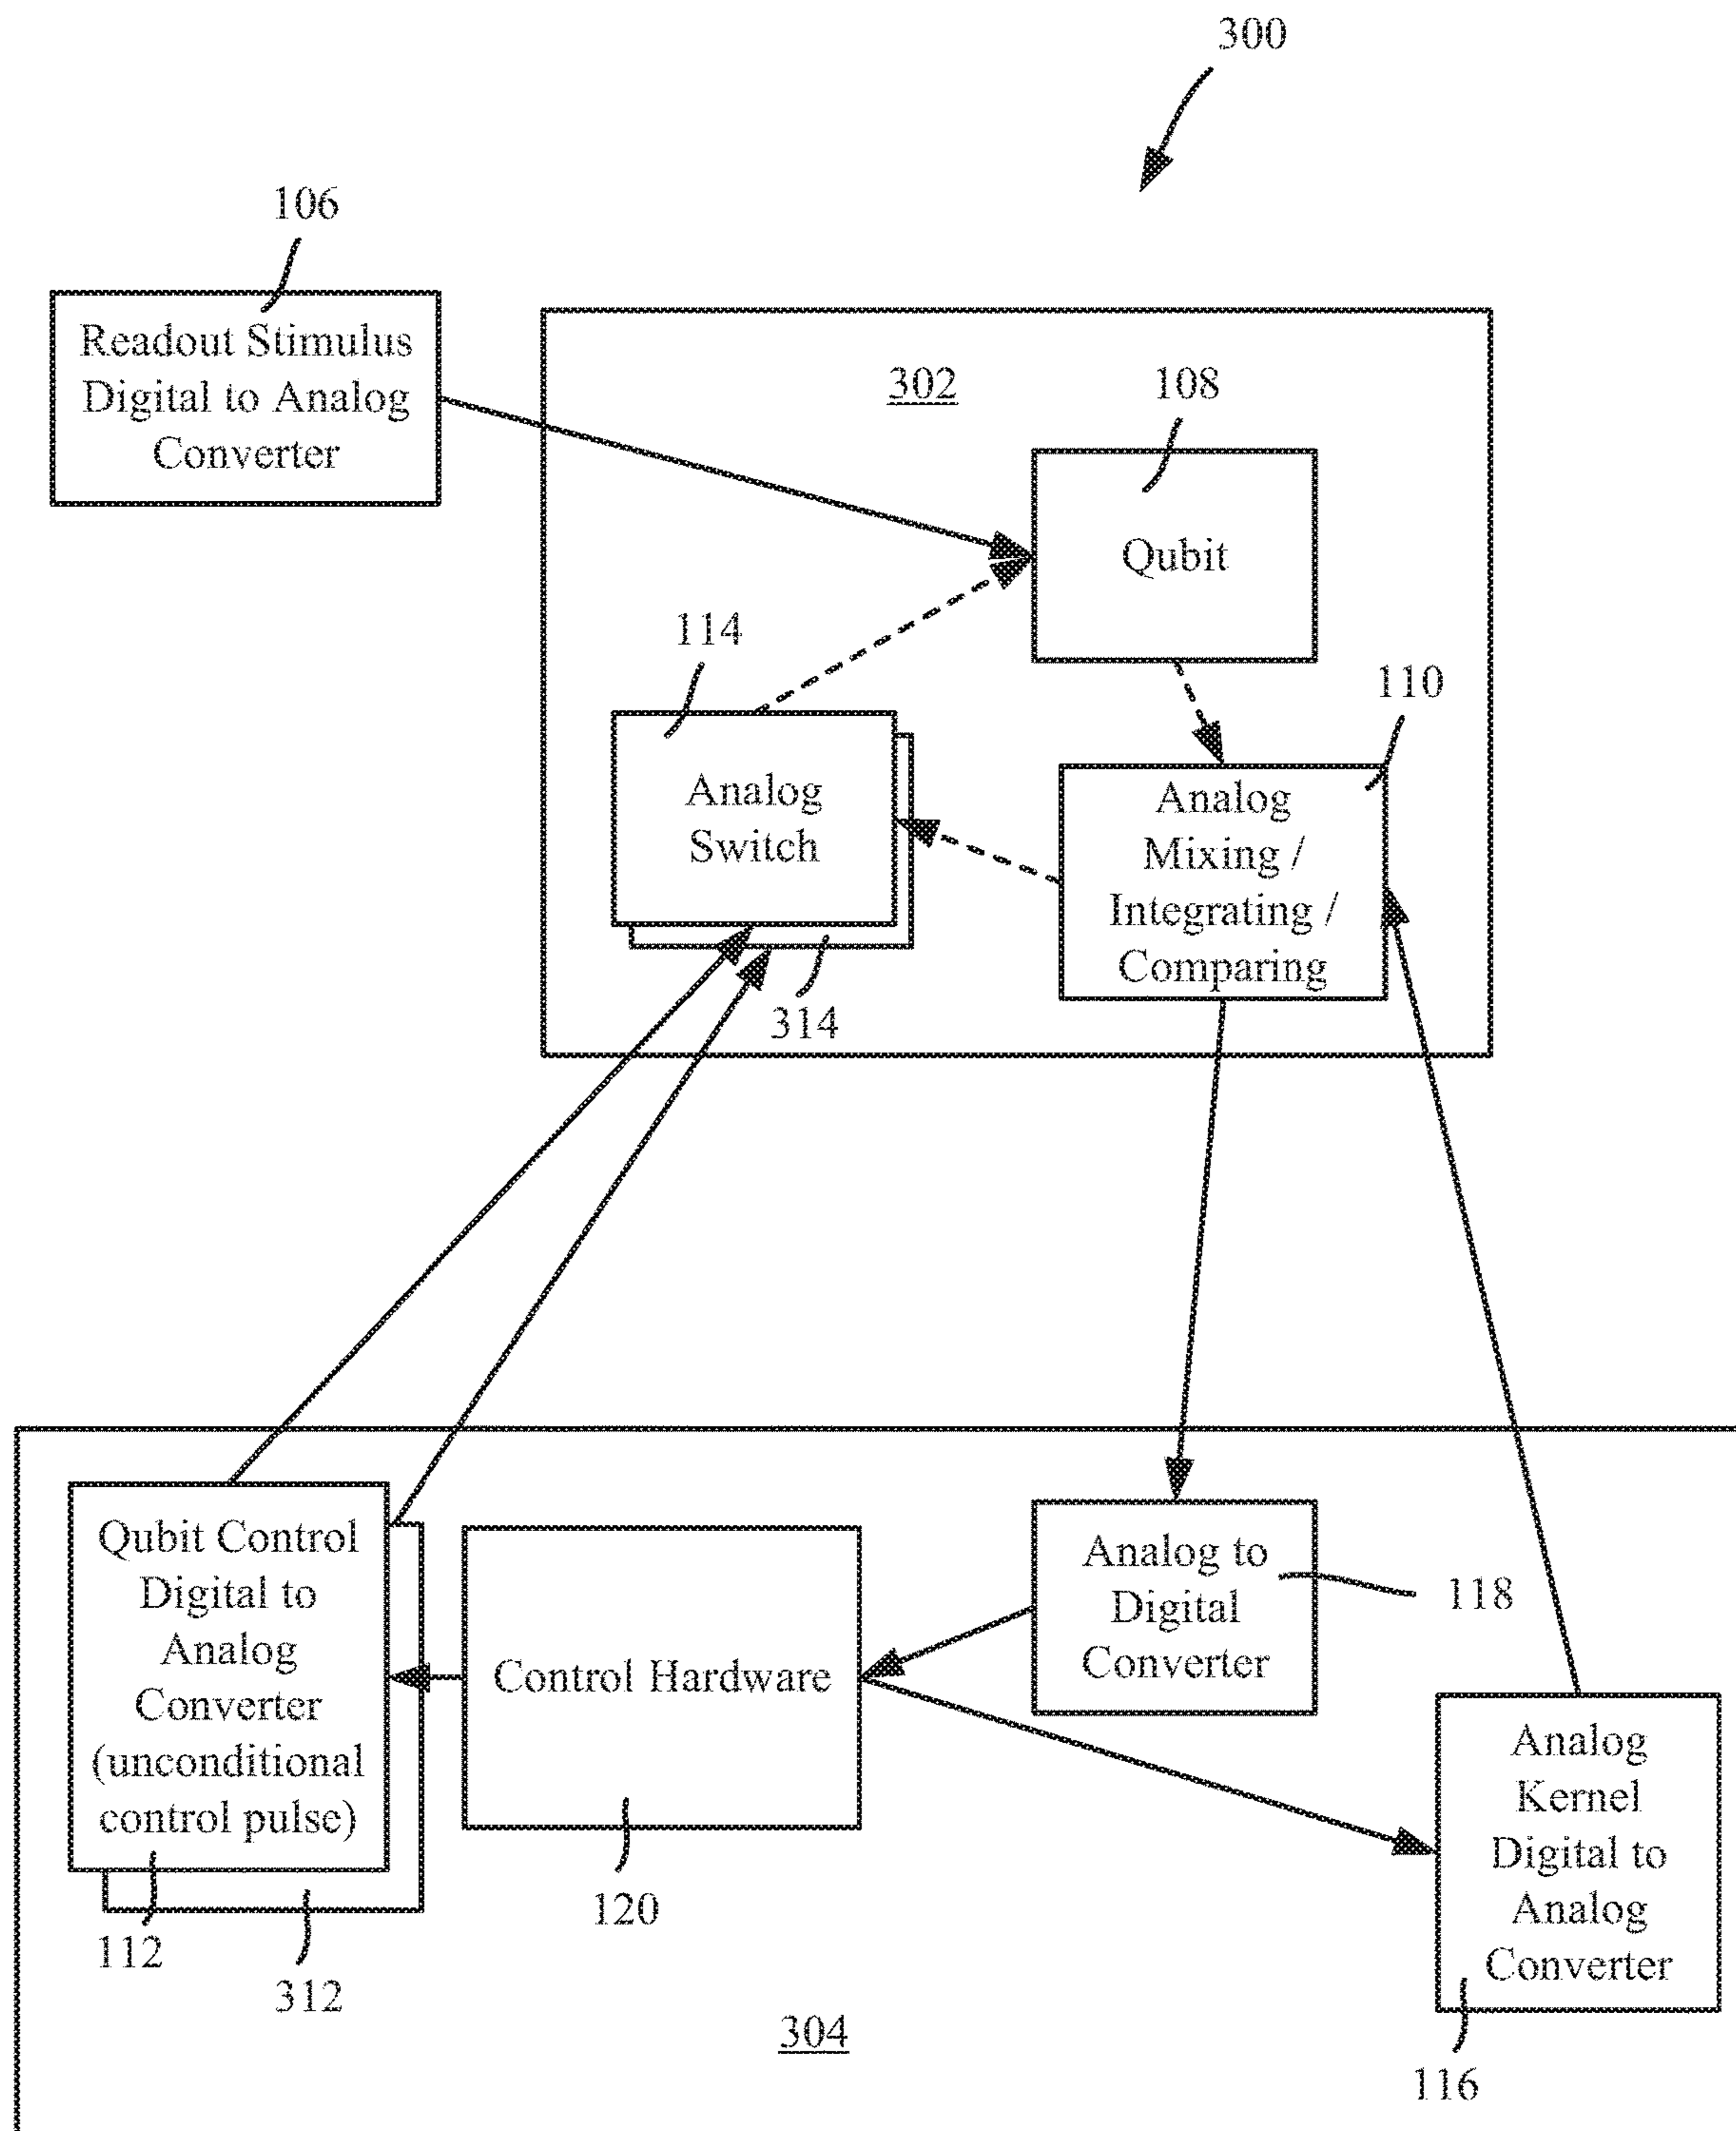 300
106
Readout Stimulus
Digital to Analog
Converter
302
108
Qubit
114
110
Analog
Switch
Analog
Mixing /
Integrating /
Comparing
314
Qubit Control
Digital to
Analog
Converter
(unconditional
control pulse)
Control Hardware
Analog to
Digital
Converter
118
Analog
Kernel
Digital to
Analog
Converter
120
112
312
304
116